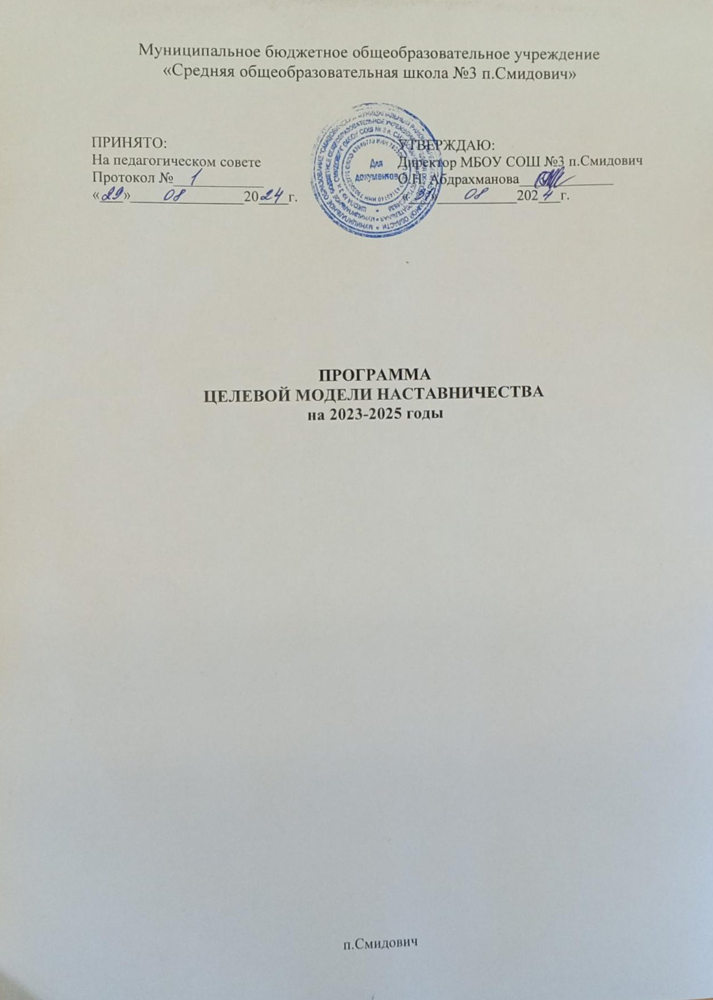 Муниципальное бюджетное общеобразовательное учреждение
«Средняя общеобразовательная школа №3 п.Смидович»
ПРИНЯТО:
На педагогическом совете
Протокол № 1
«29» 08 2024 г.
Для
документов
УТВЕРЖДАЮ:
Директор МБОУ СОШ №3 п.Смидович
О.Н. Абдрахманова
08 2024 г.
ПРОГРАММА
ЦЕЛЕВОЙ МОДЕЛИ НАСТАВНИЧЕСТВА
на 2023-2025 годы
п.Смидович